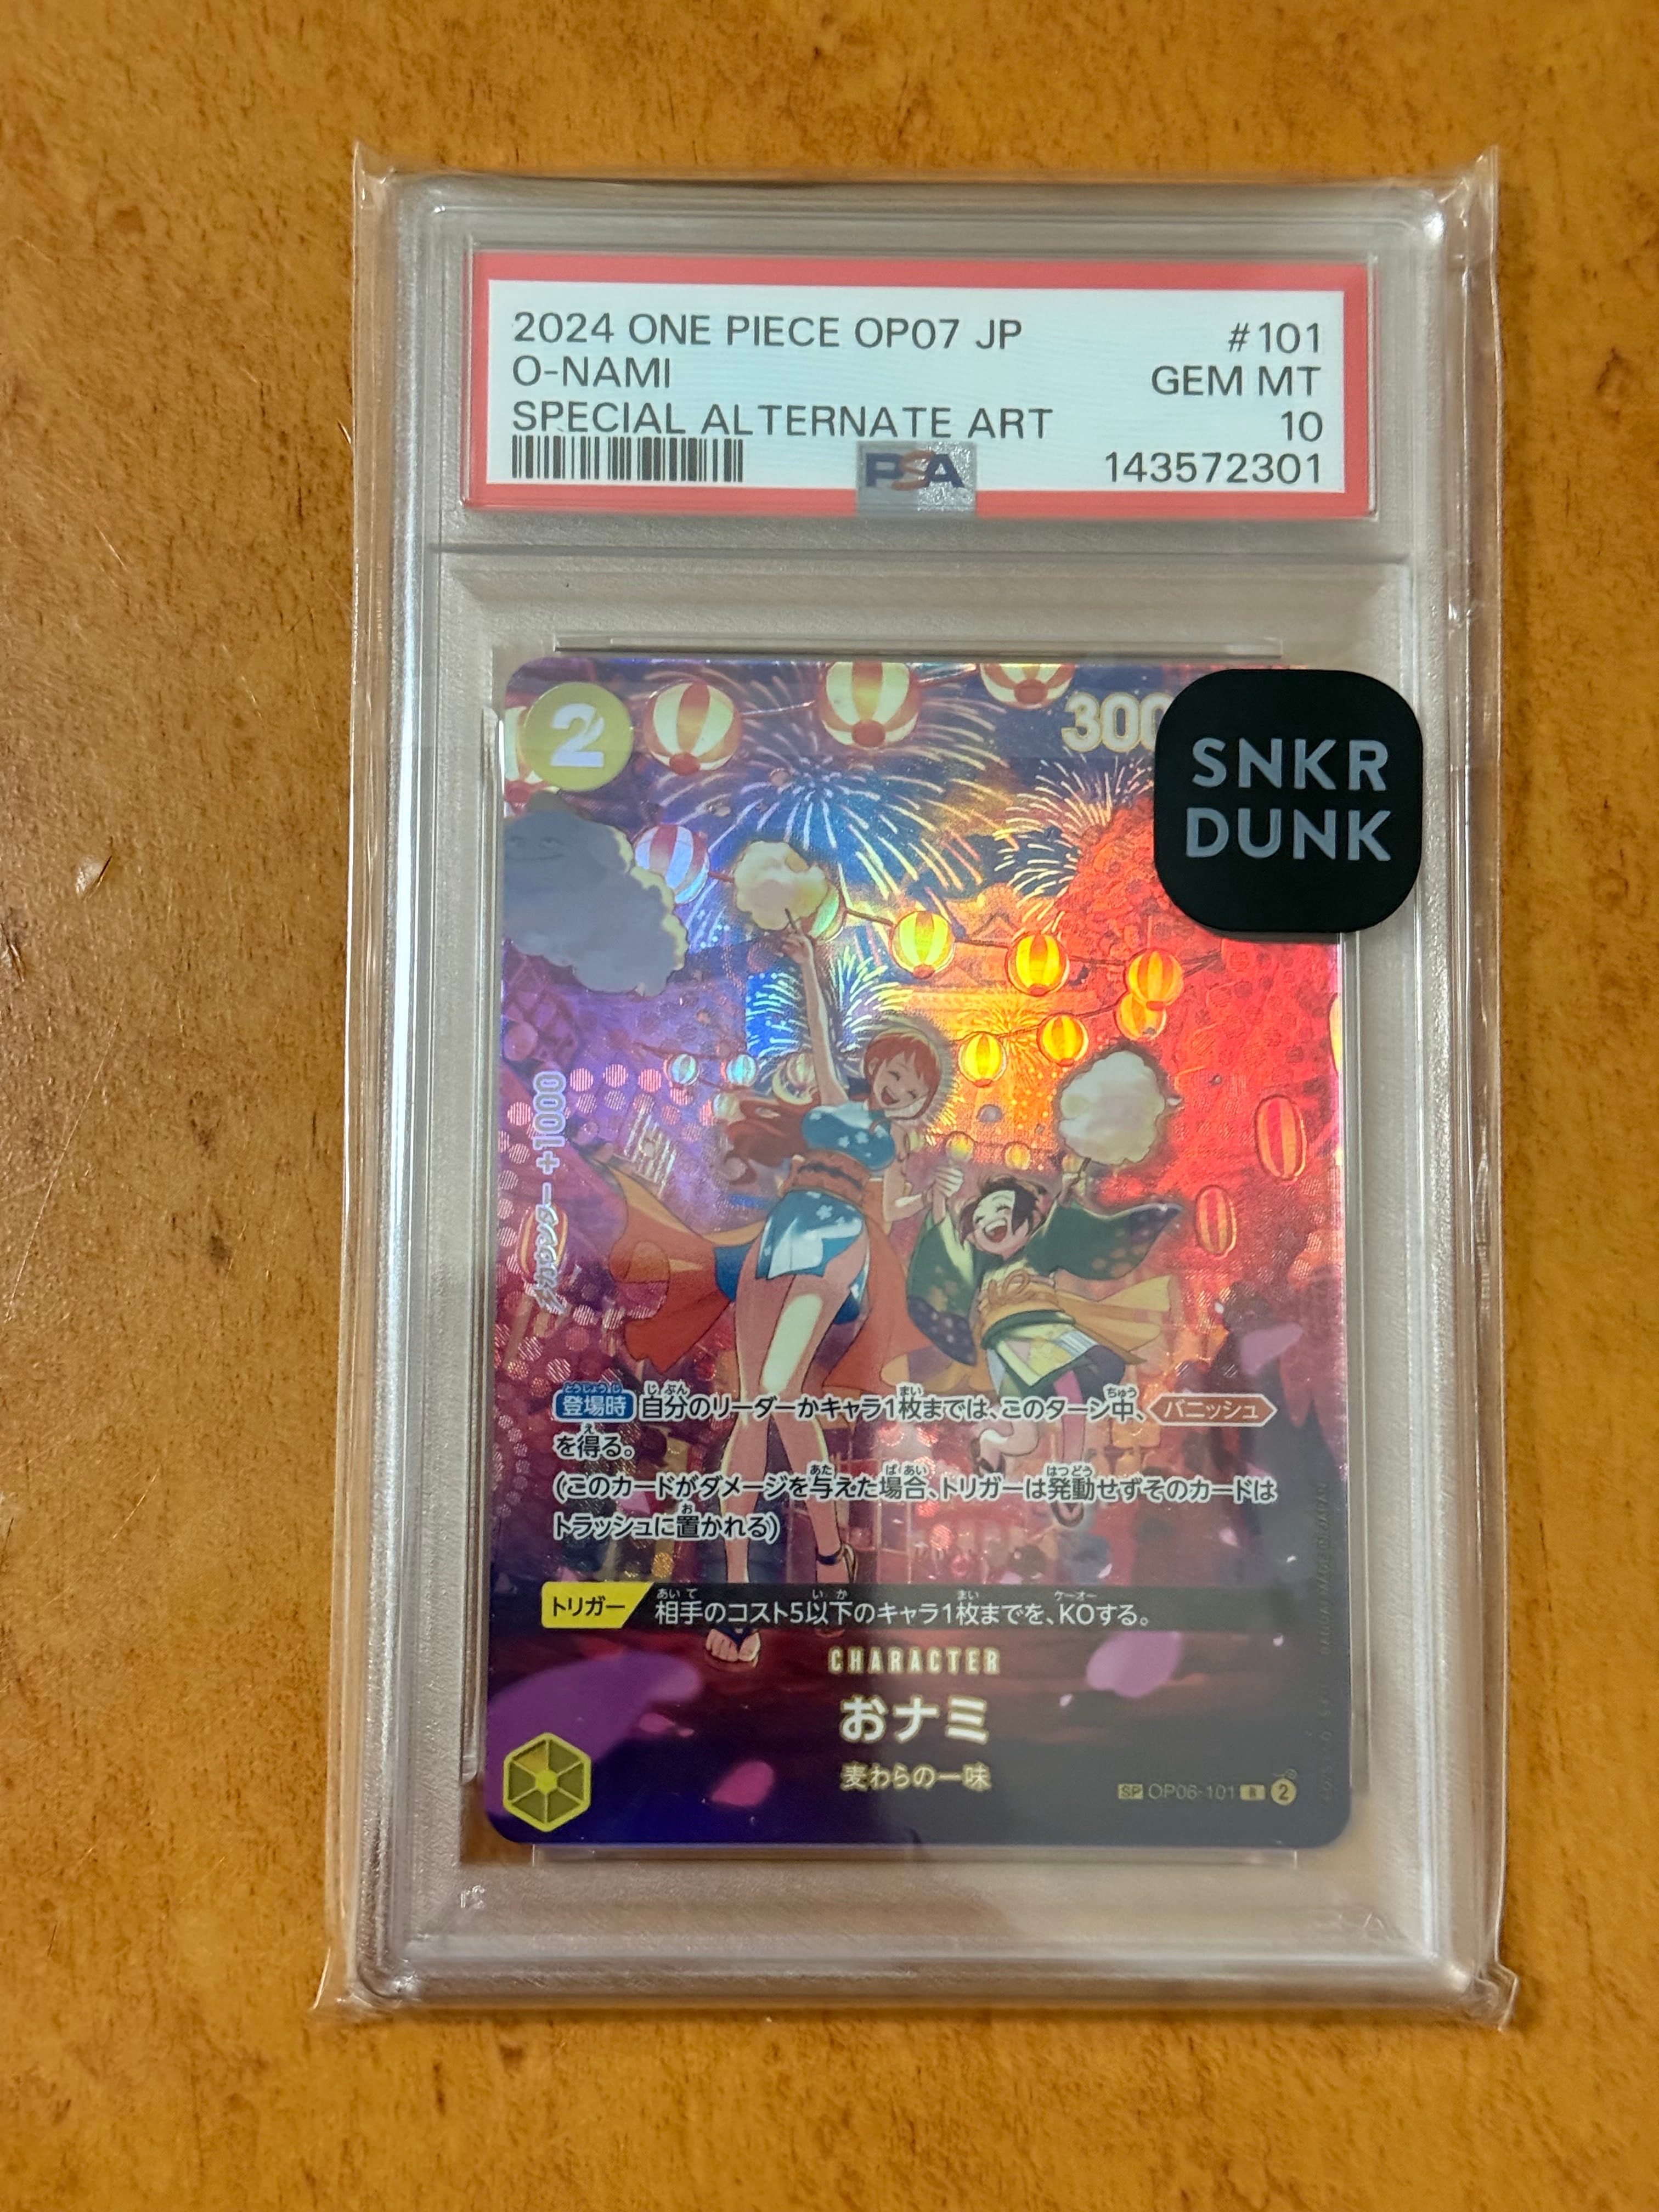 2024 ONE PIECE OP07 JP #101
O-NAMI GEM MT
SPECIAL ALTERNATE ART 10
PSA 143572301
2 300
SNKR
DUNK
カウンター+1000
登場時 自分のリーダーかキャラ1枚までは、このターン中、バニッシュ
を得る。
(このカードがダメージを与えた場合、トリガーは発動せずそのカードは
トラッシュに置かれる)
トリガー 相手のコスト5以下のキャラ1枚までを、KOする。
CHARACTER
おナミ
麦わらの一味
SP OP06-101 R 2